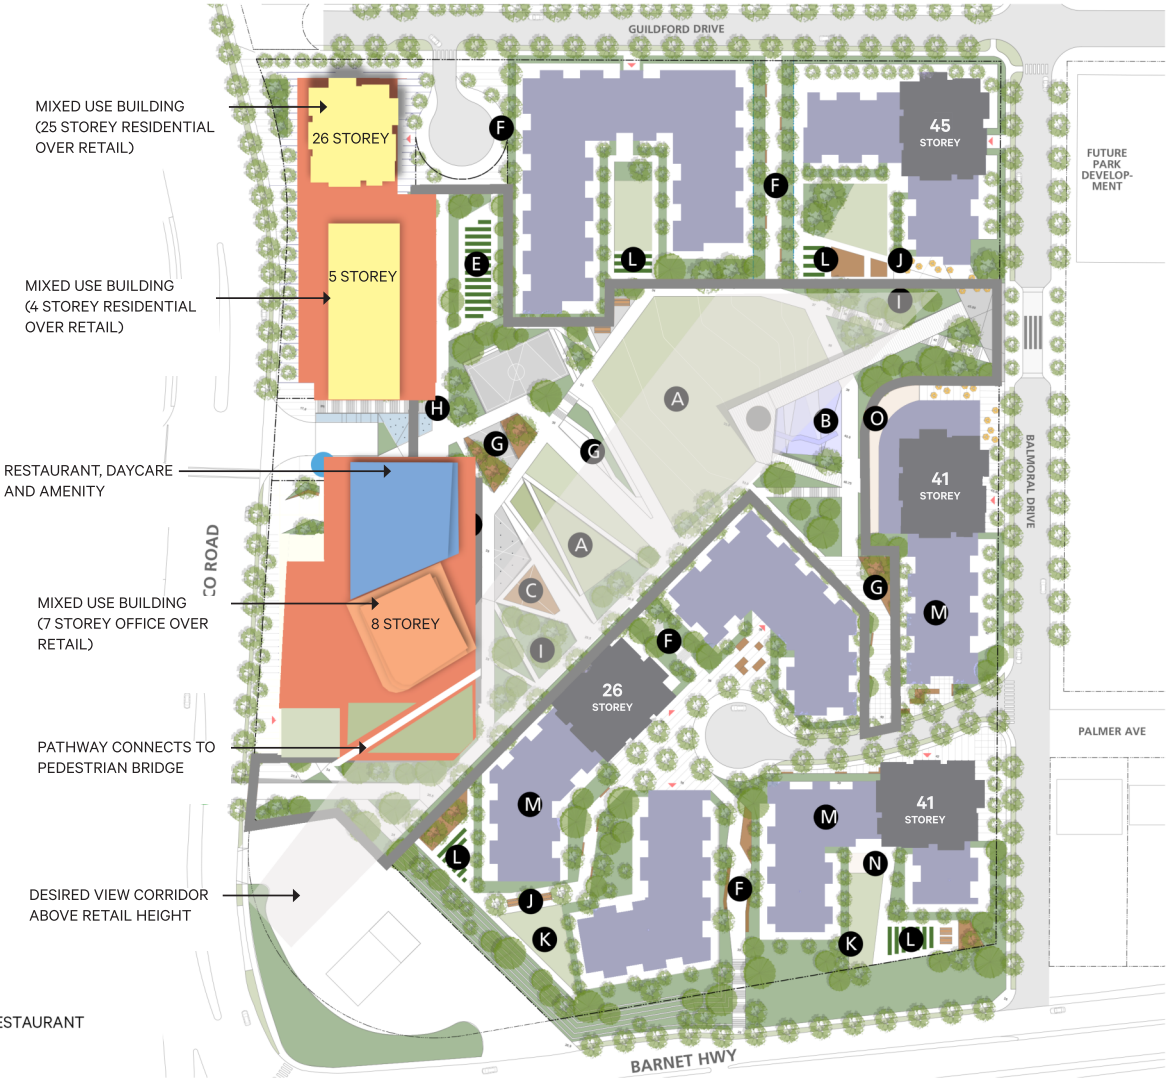 GUILDFORD DRIVE
MIXED USE BUILDING
(25 STOREY RESIDENTIAL
OVER RETAIL)
26 STOREY
F
45
STOREY
FUTURE
PARK
DEVELOP-
MENT
F
E
L
L
J
5 STOREY
MIXED USE BUILDING
(4 STOREY RESIDENTIAL
OVER RETAIL)
I
A
H
B
O
G
G
41
STOREY
BALMORAL DRIVE
RESTAURANT, DAYCARE
AND AMENITY
A
CO ROAD
C
G
M
MIXED USE BUILDING
(7 STOREY OFFICE OVER
RETAIL)
8 STOREY
F
I
26
STOREY
PATHWAY CONNECTS TO
PEDESTRIAN BRIDGE
PALMER AVE
M
M
41
STOREY
L
N
F
DESIRED VIEW CORRIDOR
ABOVE RETAIL HEIGHT
J
K
K
L
ESTAURANT
BARNET HWY